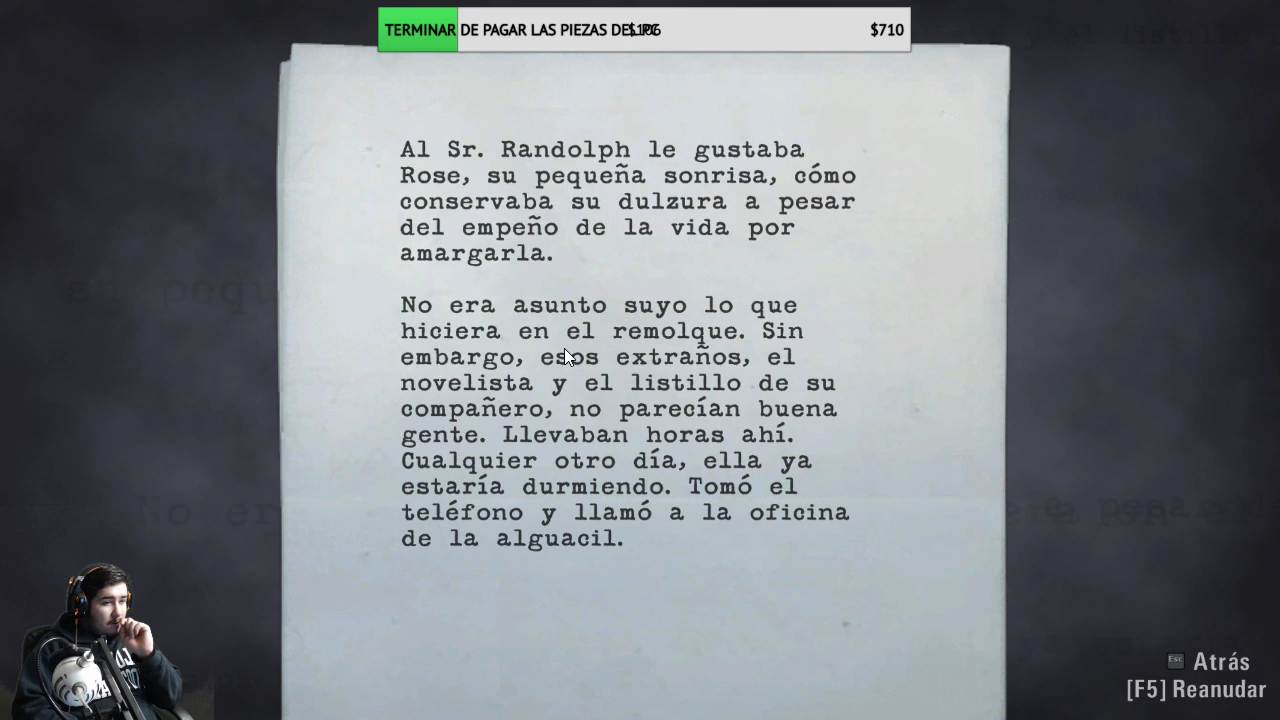 TERMINAR DE PAGAR LAS PIEZAS DEL PC $106 $710
Al Sr. Randolph le gustaba
Rose, su pequeña sonrisa, cómo
conservaba su dulzura a pesar
del empeño de la vida por
amargarla.
No era asunto suyo lo que
hiciera en el remolque. Sin
embargo, esos extraños, el
novelista y el listillo de su
compañero, no parecían buena
gente. Llevaban horas ahí.
Cualquier otro día, ella ya
estaría durmiendo. Tomó el
teléfono y llamó a la oficina
de la alguacil.
Esc Atrás
[F5] Reanudar